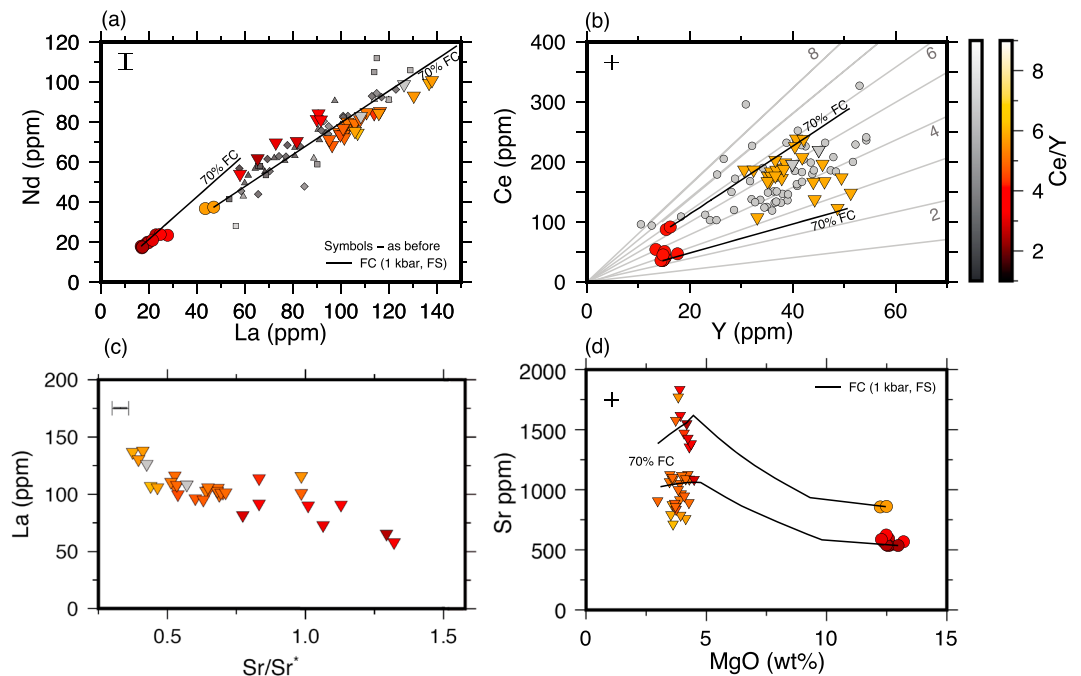 (a)
120
100
80
60
40
20
0
Nd (ppm)
70% FC
70% FC
Symbols – as before
FC (1 kbar, FS)
0 20 40 60 80 100 120 140
La (ppm)
(b)
400
300
200
100
0
Ce (ppm)
8
6
4
2
70% FC
70% FC
0 20 40 60
Y (ppm)
8
6
4
2
Ce/Y
(c)
200
150
100
50
0
La (ppm)
0.5 1.0 1.5
Sr/Sr*
(d)
2000
1500
1000
500
0
Sr ppm)
FC (1 kbar, FS)
70% FC
0 5 10 15
MgO (wt%)